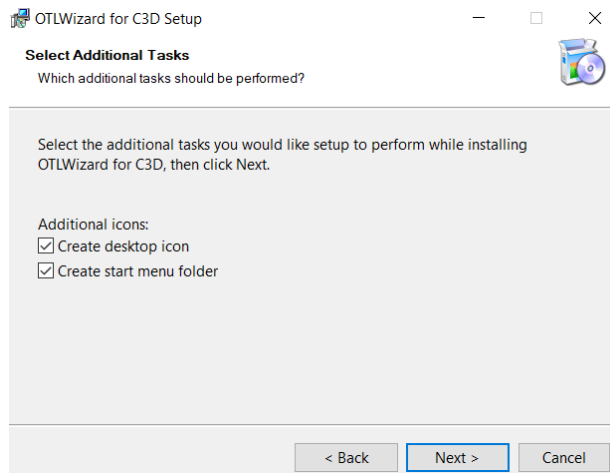 OTLWizard for C3D Setup
Select Additional Tasks
Which additional tasks should be performed?
Select the additional tasks you would like setup to perform while installing
OTLWizard for C3D, then click Next.
Additional icons:
Create desktop icon
Create start menu folder
< Back
Next >
Cancel